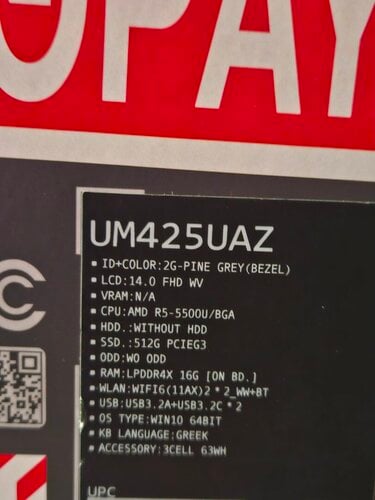 OPAY
UM425UAZ
▪ ID+COLOR:2G-PINE GREY(BEZEL)
▪ LCD:14.0 FHD WV
▪ VRAM:N/A
▪ CPU:AMD R5-5500U/BGA
▪ HDD.:WITHOUT HDD
▪ SSD.:512G PCIEG3
▪ ODD:WO ODD
▪ RAM:LPDDR4X 16G [ON BD.]
▪ WLAN:WIFI6(11AX)2*2_WW+BT
▪ USB:USB3.2A+USB3.2C*2
▪ OS TYPE:WIN10 64BIT
▪ KB LANGUAGE:GREEK
▪ ACCESSORY:3CELL 63WH
UPC